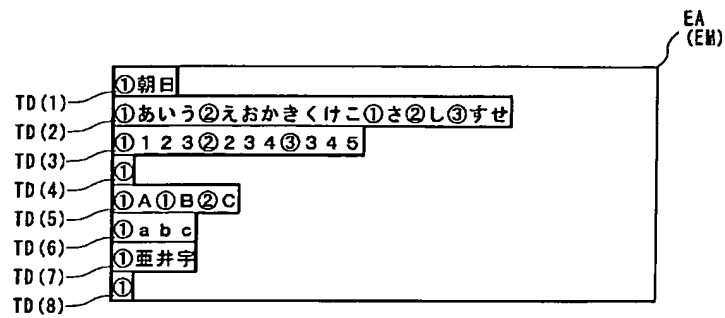 EA
(EM)
TD(1) ①朝日
TD(2) ①あいう②えおかきくけこ①さ②し③すせ
TD(3) ①123②234③345
TD(4) ①
TD(5) ①A①B②C
TD(6) ①abc
TD(7) ①亜井宇
TD(8) ①